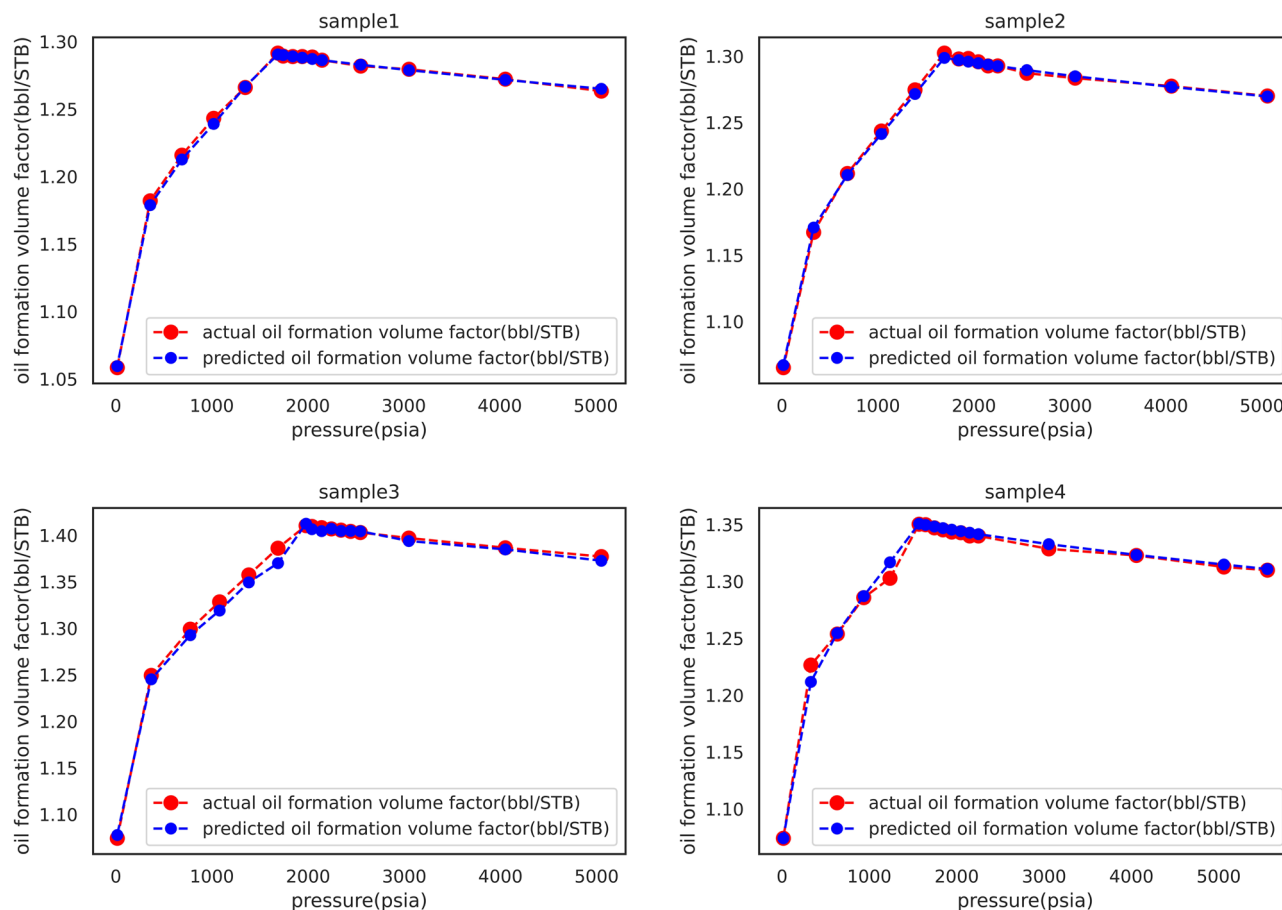 sample1
oil formation volume factor(bbl/STB)
1.30
1.25
1.20
1.15
1.10
1.05
actual oil formation volume factor(bbl/STB)
predicted oil formation volume factor(bbl/STB)
0 1000 2000 3000 4000 5000
pressure(psia)
sample2
oil formation volume factor(bbl/STB)
1.30
1.25
1.20
1.15
1.10
actual oil formation volume factor(bbl/STB)
predicted oil formation volume factor(bbl/STB)
0 1000 2000 3000 4000 5000
pressure(psia)
sample3
oil formation volume factor(bbl/STB)
1.40
1.35
1.30
1.25
1.20
1.15
1.10
actual oil formation volume factor(bbl/STB)
predicted oil formation volume factor(bbl/STB)
0 1000 2000 3000 4000 5000
pressure(psia)
sample4
oil formation volume factor(bbl/STB)
1.35
1.30
1.25
1.20
1.15
1.10
actual oil formation volume factor(bbl/STB)
predicted oil formation volume factor(bbl/STB)
0 1000 2000 3000 4000 5000
pressure(psia)